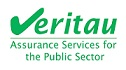 Veritau
Assurance Services for
the Public Sector